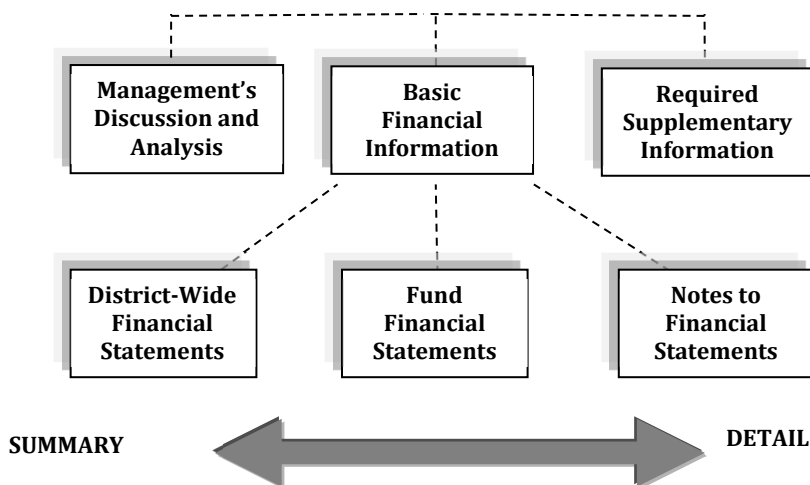 Management’s
Discussion and
Analysis
Basic
Financial
Information
Required
Supplementary
Information
District-Wide
Financial
Statements
Fund
Financial
Statements
Notes to
Financial
Statements
SUMMARY
DETAIL